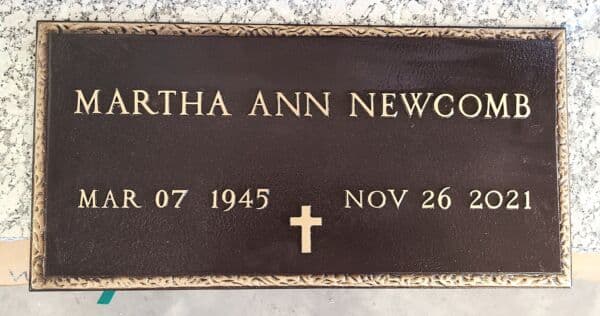 MARTHA ANN NEWCOMB
MAR 07 1945 NOV 26 2021